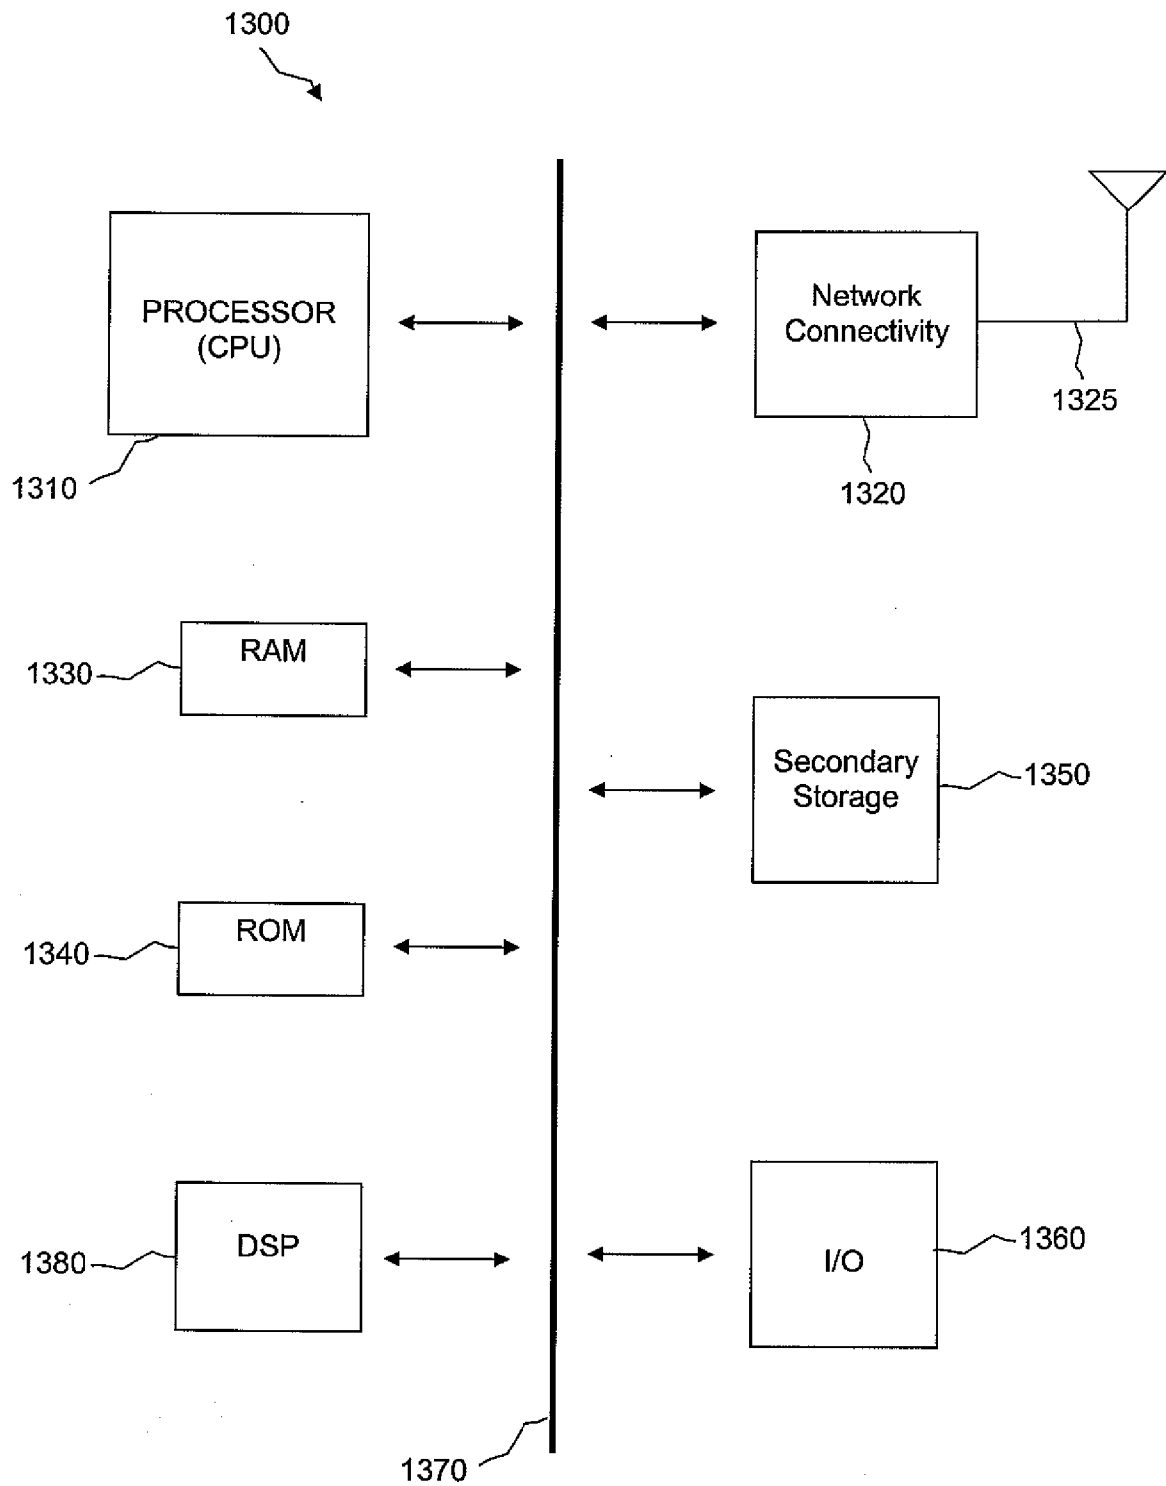 1300
PROCESSOR
(CPU)
1310
Network
Connectivity
1325
1320
RAM
1330
Secondary
Storage
1350
ROM
1340
DSP
1380
I/O
1360
1370